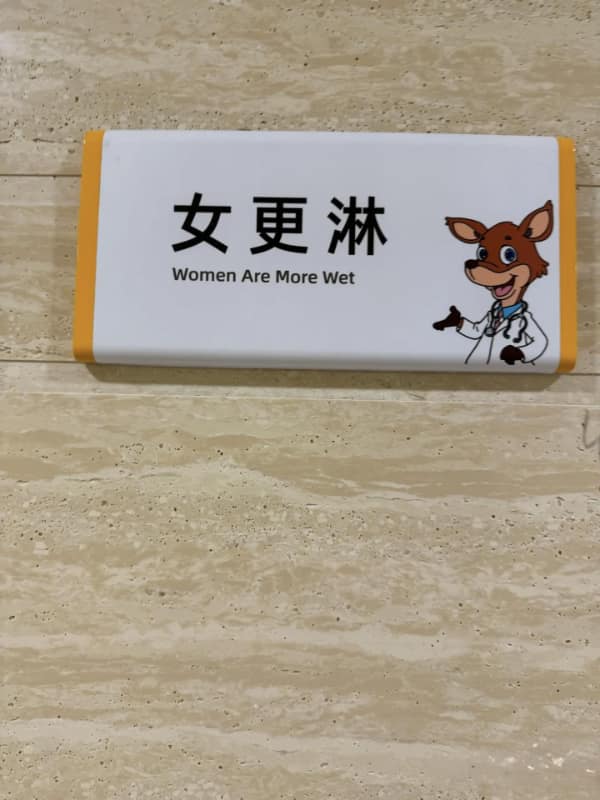 女更淋
Women Are More Wet